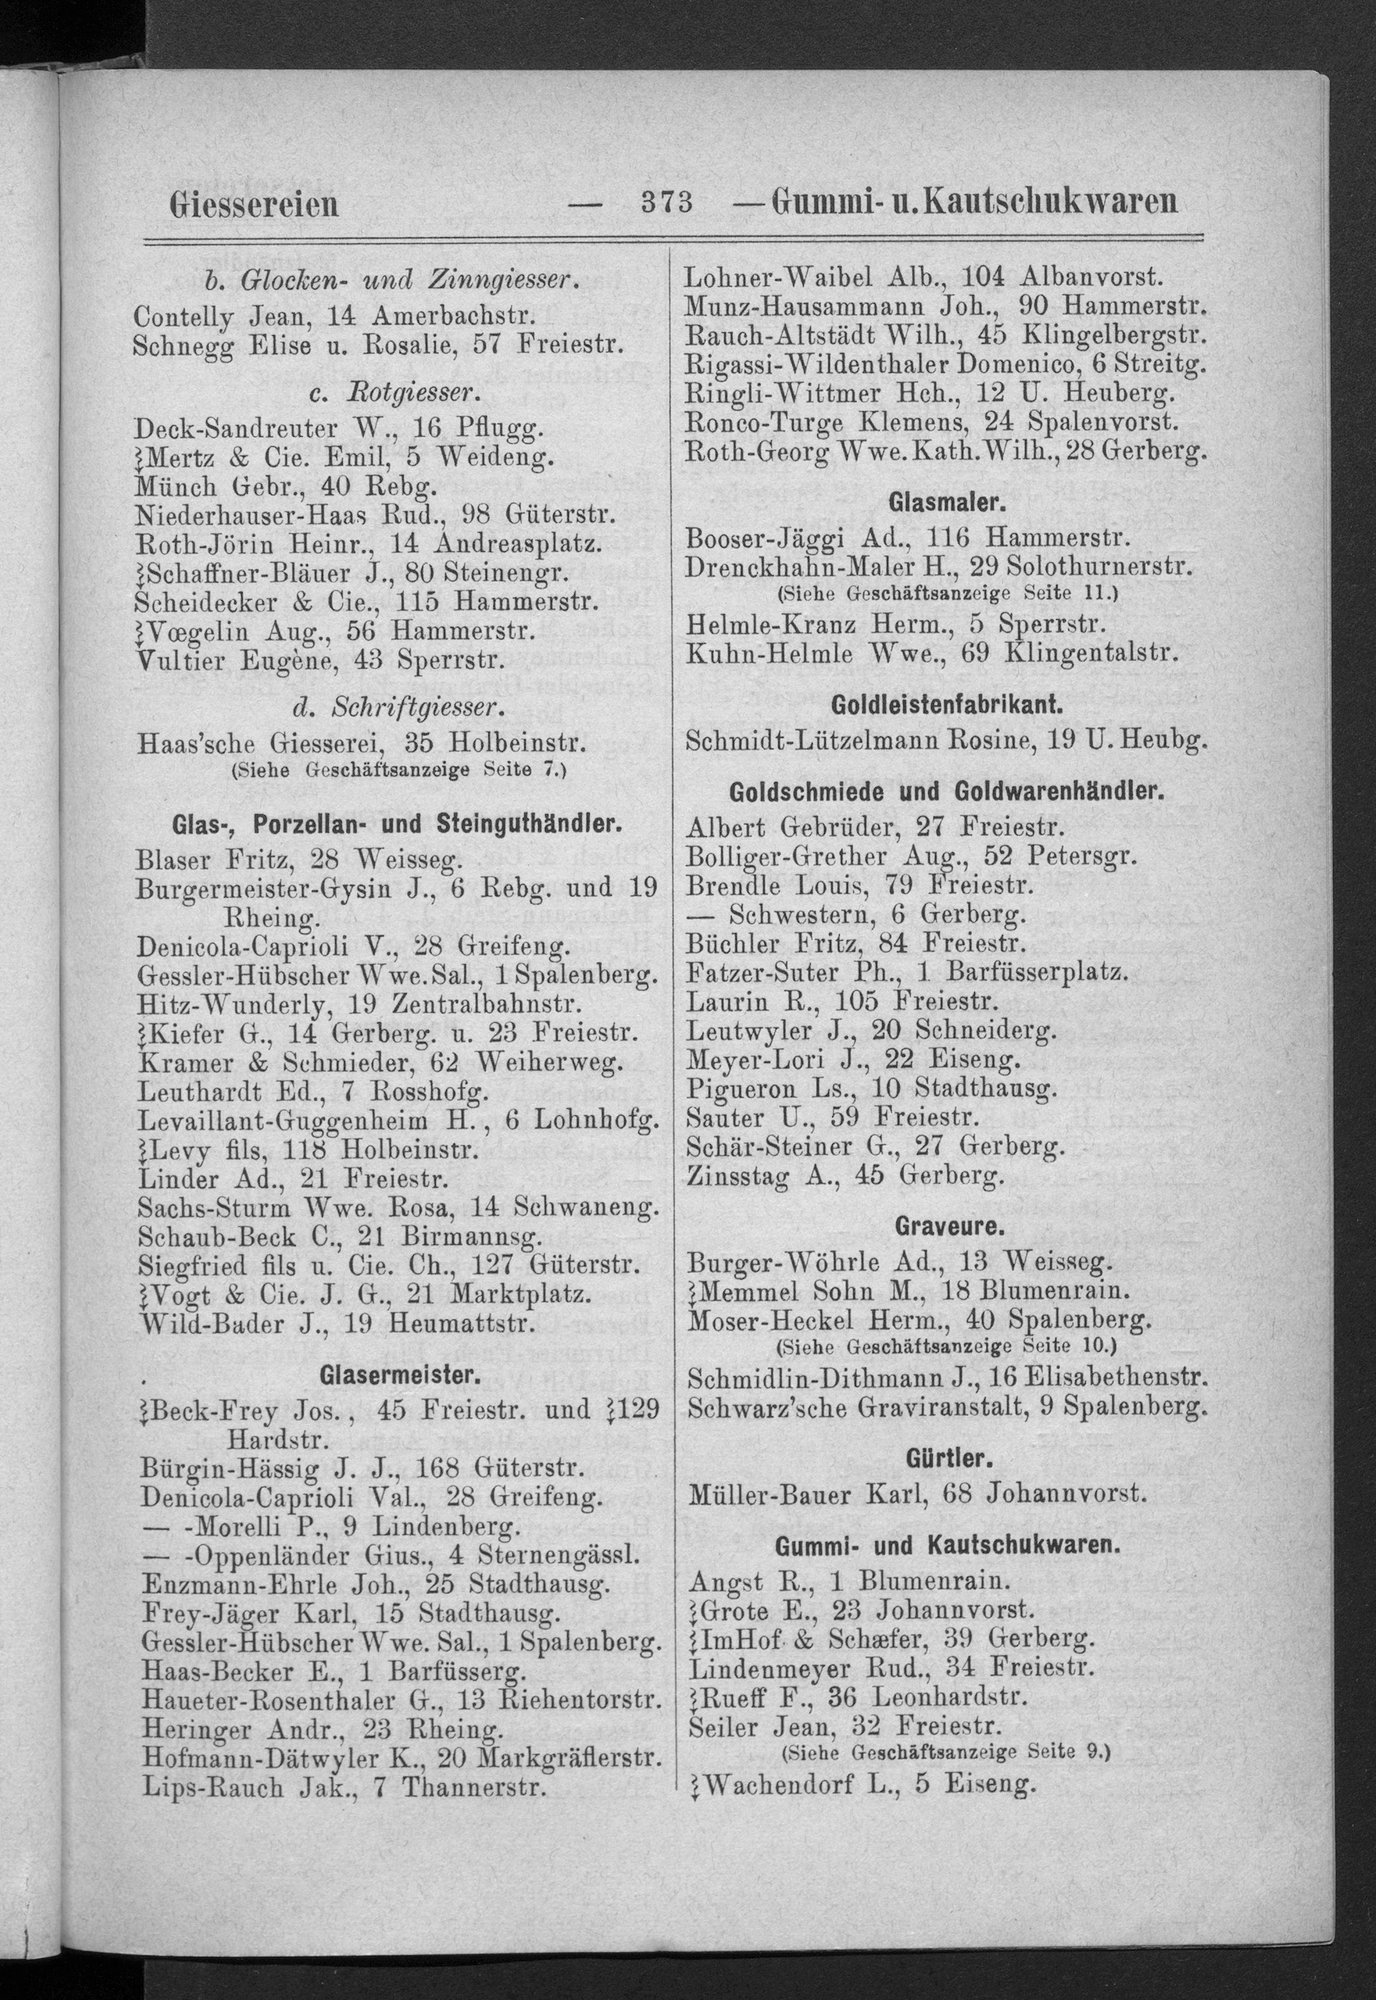 Giessereien — 373 — Gummi- u. Kautschukwaren
b. Glocken- und Zinngiesser.
Contelly Jean, 14 Amerbachstr.
Schnegg Elise u. Rosalie, 57 Freiestr.
c. Rotgiesser.
Deck-Sandreuter W., 16 Pflugg.
⚡Mertz & Cie. Emil, 5 Weideng.
Münch Gebr., 40 Rebg.
Niederhauser-Haas Rud., 98 Güterstr.
Roth-Jörin Heinr., 14 Andreasplatz.
⚡Schaffner-Bläuer J., 80 Steinengr.
Scheidecker & Cie., 115 Hammerstr.
⚡Vœgelin Aug., 56 Hammerstr.
Vultier Eugène, 43 Sperrstr.
d. Schriftgiesser.
Haas'sche Giesserei, 35 Holbeinstr.
(Siehe Geschäftsanzeige Seite 7.)
Glas-, Porzellan- und Steinguthändler.
Blaser Fritz, 28 Weisseg.
Burgermeister-Gysin J., 6 Rebg. und 19
Rheing.
Denicola-Caprioli V., 28 Greifeng.
Gessler-Hübscher Wwe. Sal., 1 Spalenberg.
Hitz-Wunderly, 19 Zentralbahnstr.
⚡Kiefer G., 14 Gerberg. u. 23 Freiestr.
Kramer & Schmieder, 62 Weiherweg.
Leuthardt Ed., 7 Rosshofg.
Levaillant-Guggenheim H., 6 Lohnhofg.
⚡Levy fils, 118 Holbeinstr.
Linder Ad., 21 Freiestr.
Sachs-Sturm Wwe. Rosa, 14 Schwaneng.
Schaub-Beck C., 21 Birmannsg.
Siegfried fils u. Cie. Ch., 127 Güterstr.
⚡Vogt & Cie. J. G., 21 Marktplatz.
Wild-Bader J., 19 Heumattstr.
Glasermeister.
⚡Beck-Frey Jos., 45 Freiestr. und ⚡129
Hardstr.
Bürgin-Hässig J. J., 168 Güterstr.
Denicola-Caprioli Val., 28 Greifeng.
— -Morelli P., 9 Lindenberg.
— -Oppenländer Gius., 4 Sternengässl.
Enzmann-Ehrle Joh., 25 Stadthausg.
Frey-Jäger Karl, 15 Stadthausg.
Gessler-Hübscher Wwe. Sal., 1 Spalenberg.
Haas-Becker E., 1 Barfüsserg.
Haueter-Rosenthaler G., 13 Riehentorstr.
Heringer Andr., 23 Rheing.
Hofmann-Dätwyler K., 20 Markgräflerstr.
Lips-Rauch Jak., 7 Thannerstr.
Lohner-Waibel Alb., 104 Albanvorst.
Munz-Hausammann Joh., 90 Hammerstr.
Rauch-Altstädt Wilh., 45 Klingelbergstr.
Rigassi-Wildenthaler Domenico, 6 Streitg.
Ringli-Wittmer Hch., 12 U. Heuberg.
Ronco-Turge Klemens, 24 Spalenvorst.
Roth-Georg Wwe. Kath. Wilh., 28 Gerberg.
Glasmaler.
Booser-Jäggi Ad., 116 Hammerstr.
Drenckhahn-Maler H., 29 Solothurnerstr.
(Siehe Geschäftsanzeige Seite 11.)
Helmle-Kranz Herm., 5 Sperrstr.
Kuhn-Helmle Wwe., 69 Klingentalstr.
Goldleistenfabrikant.
Schmidt-Lützelmann Rosine, 19 U. Heubg.
Goldschmiede und Goldwarenhändler.
Albert Gebrüder, 27 Freiestr.
Bolliger-Grether Aug., 52 Petersgr.
Brendle Louis, 79 Freiestr.
— Schwestern, 6 Gerberg.
Büchler Fritz, 84 Freiestr.
Fatzer-Suter Ph., 1 Barfüsserplatz.
Laurin R., 105 Freiestr.
Leutwyler J., 20 Schneiderg.
Meyer-Lori J., 22 Eiseng.
Pigueron Ls., 10 Stadthausg.
Sauter U., 59 Freiestr.
Schär-Steiner G., 27 Gerberg.
Zinsstag A., 45 Gerberg.
Graveure.
Burger-Wöhrle Ad., 13 Weisseg.
⚡Memmel Sohn M., 18 Blumenrain.
Moser-Heckel Herm., 40 Spalenberg.
(Siehe Geschäftsanzeige Seite 10.)
Schmidlin-Dithmann J., 16 Elisabethenstr.
Schwarz'sche Graviranstalt, 9 Spalenberg.
Gürtler.
Müller-Bauer Karl, 68 Johannvorst.
Gummi- und Kautschukwaren.
Angst R., 1 Blumenrain.
⚡Grote E., 23 Johannvorst.
⚡ImHof & Schæfer, 39 Gerberg.
Lindenmeyer Rud., 34 Freiestr.
⚡Rueff F., 36 Leonhardstr.
Seiler Jean, 32 Freiestr.
(Siehe Geschäftsanzeige Seite 9.)
⚡Wachendorf L., 5 Eiseng.